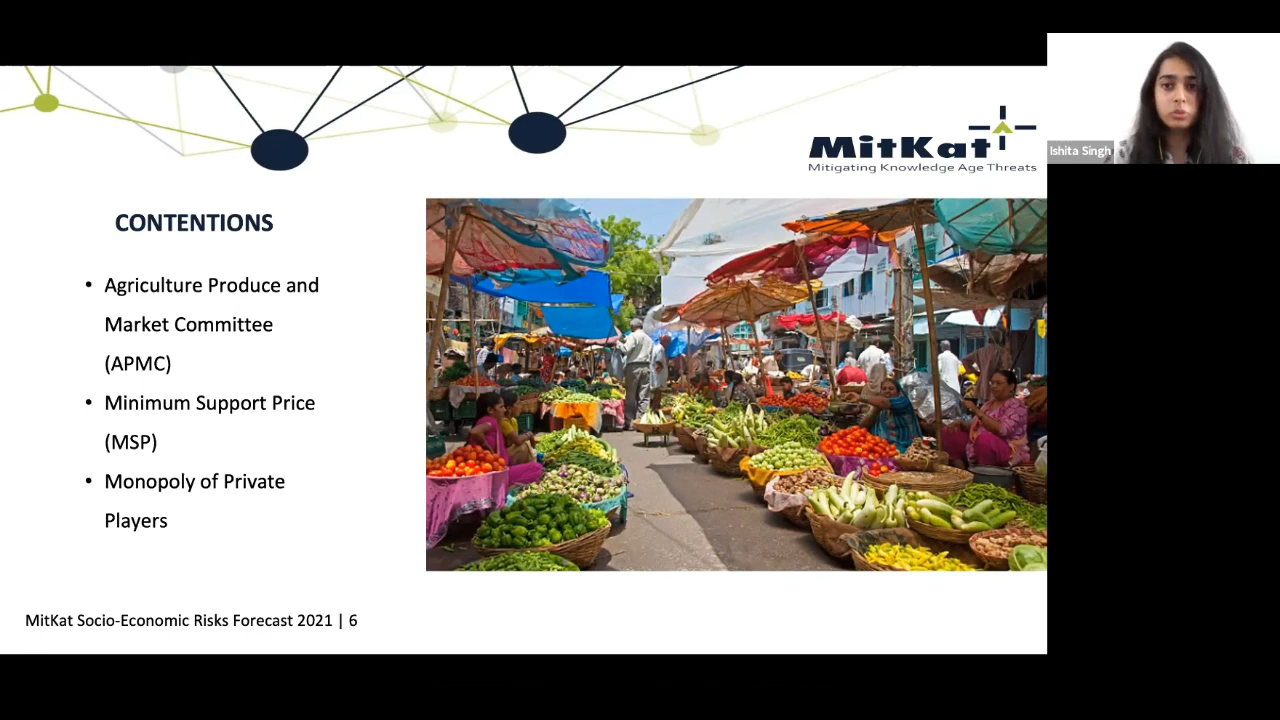 MitKat
Mitigating Knowledge Age Threats
Ishita Singh
CONTENTIONS
• Agriculture Produce and
Market Committee
(APMC)
• Minimum Support Price
(MSP)
• Monopoly of Private
Players
MitKat Socio-Economic Risks Forecast 2021 | 6